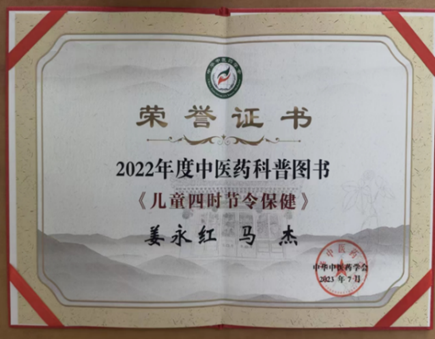 荣誉证书
2022年度中医药科普图书
《儿童四时节令保健》
姜永红 马 杰
中华中医药学会
2023年7月